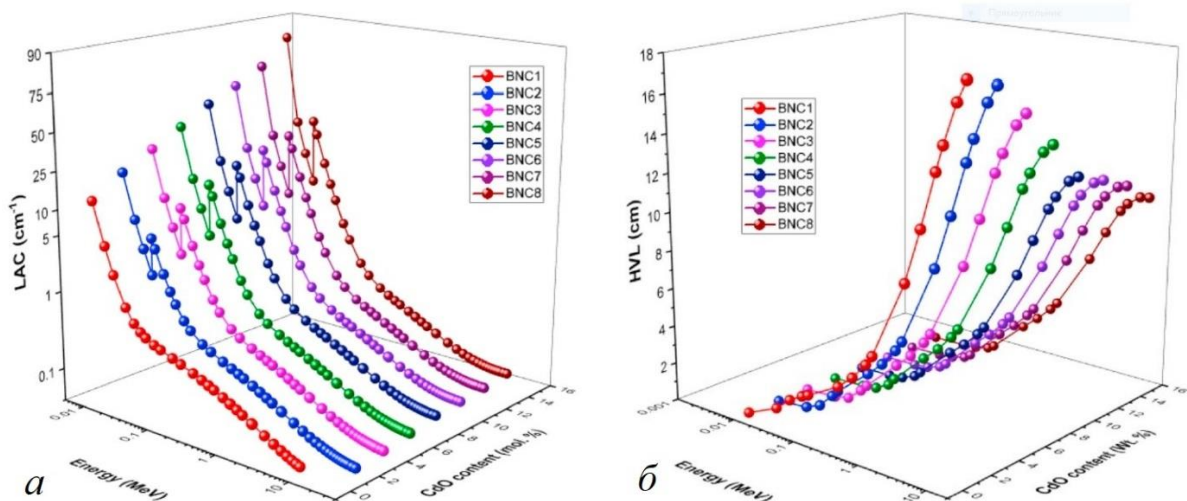 Прямоугольник
90
75
50
25
10
5
1
0.1
LAC (cm⁻¹)
BNC1
BNC2
BNC3
BNC4
BNC5
BNC6
BNC7
BNC8
0.01
0.1
1
10
Energy (MeV)
0
2
4
6
8
10
12
14
16
CdO content (mol. %)
а
18
16
14
12
10
8
6
4
2
HVL (cm)
BNC1
BNC2
BNC3
BNC4
BNC5
BNC6
BNC7
BNC8
0.001
0.01
0.1
1
10
Energy (MeV)
0
2
4
6
8
10
12
14
16
CdO content (Wt. %)
б